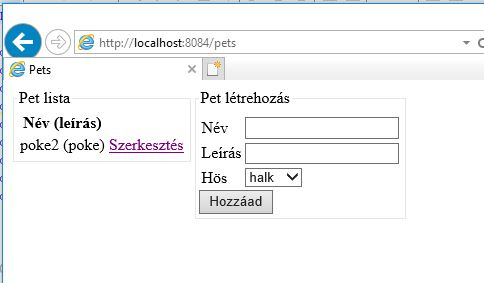 http://localhost:8084/pets
Pets
Pet lista
Név (leírás)
poke2 (poke) Szerkesztés
Pet létrehozás
Név
Leírás
Hös halk
Hozzáad